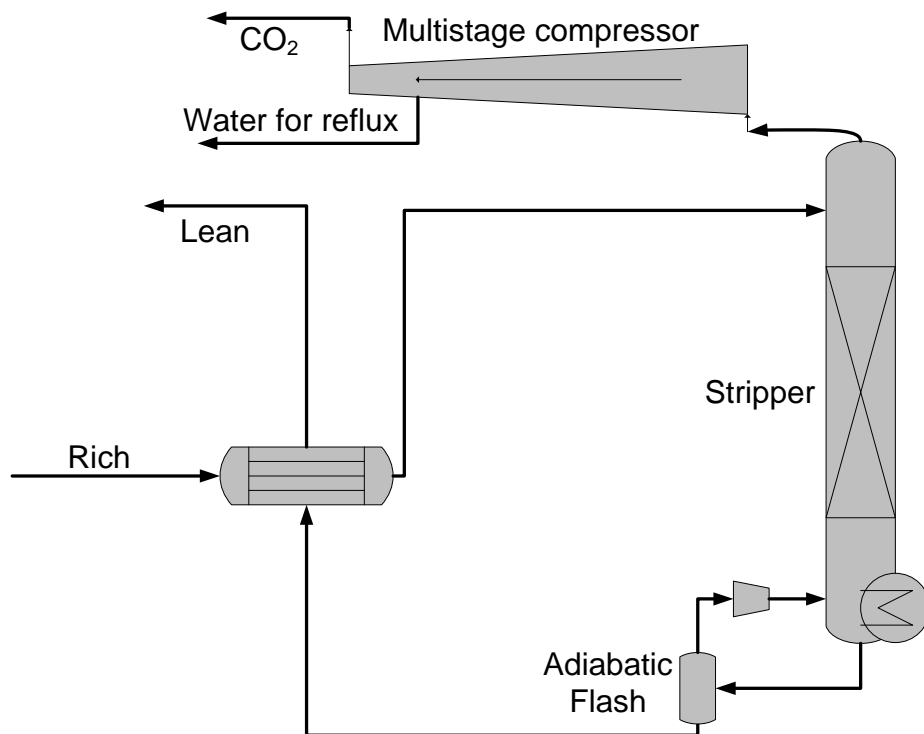 CO₂
Multistage compressor
Water for reflux
Lean
Stripper
Rich
Adiabatic
Flash